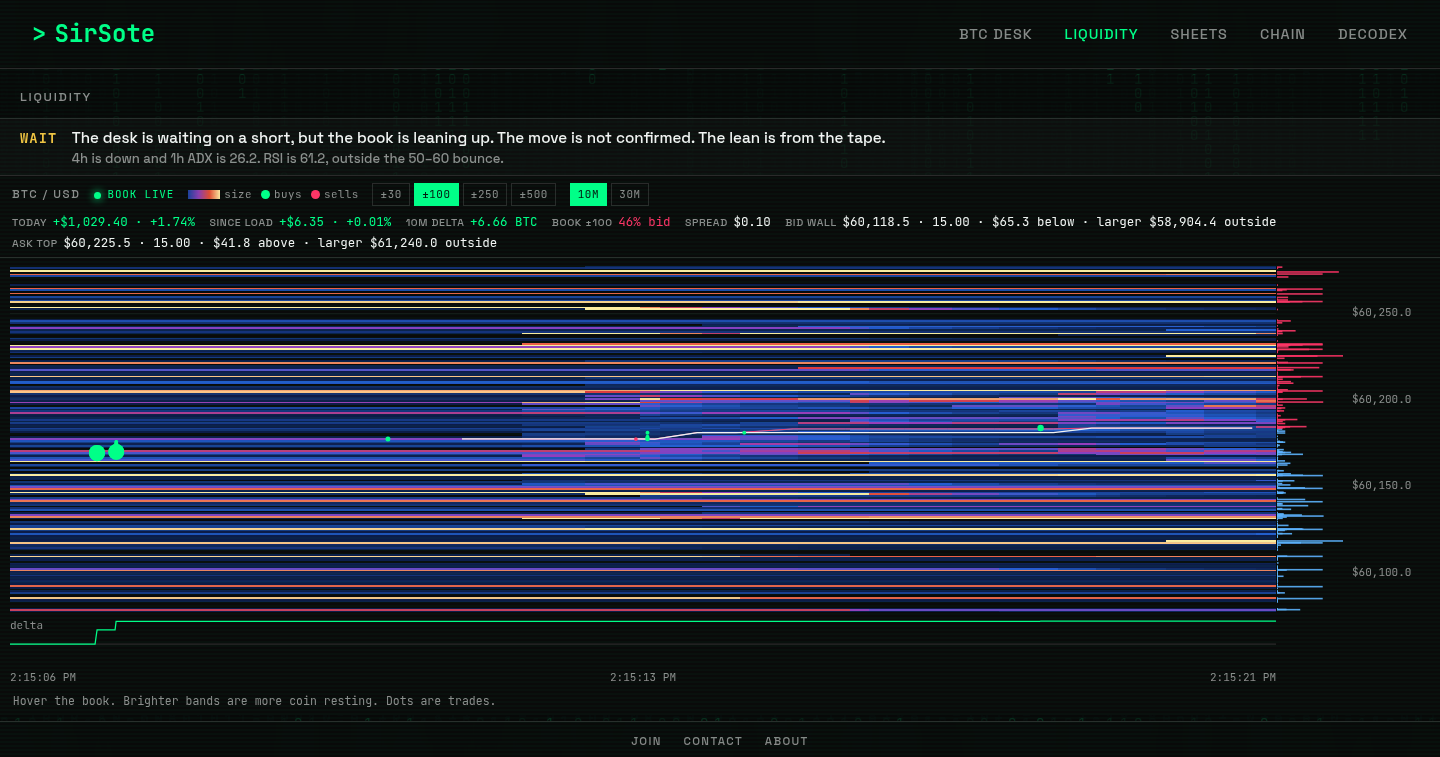 > SirSote
BTC DESK LIQUIDITY SHEETS CHAIN DECODEX
LIQUIDITY
WAIT The desk is waiting on a short, but the book is leaning up. The move is not confirmed. The lean is from the tape.
4h is down and 1h ADX is 26.2. RSI is 61.2, outside the 50–60 bounce.
BTC / USD BOOK LIVE size buys sells ±30 ±100 ±250 ±500 10M 30M
TODAY +$1,029.40 · +1.74% SINCE LOAD +$6.35 · +0.01% 10M DELTA +6.66 BTC BOOK ±100 46% bid SPREAD $0.10 BID WALL $60,118.5 · 15.00 · $65.3 below · larger $58,904.4 outside
ASK TOP $60,225.5 · 15.00 · $41.8 above · larger $61,240.0 outside
$60,250.0
$60,200.0
$60,150.0
$60,100.0
delta
2:15:06 PM 2:15:13 PM 2:15:21 PM
Hover the book. Brighter bands are more coin resting. Dots are trades.
JOIN CONTACT ABOUT